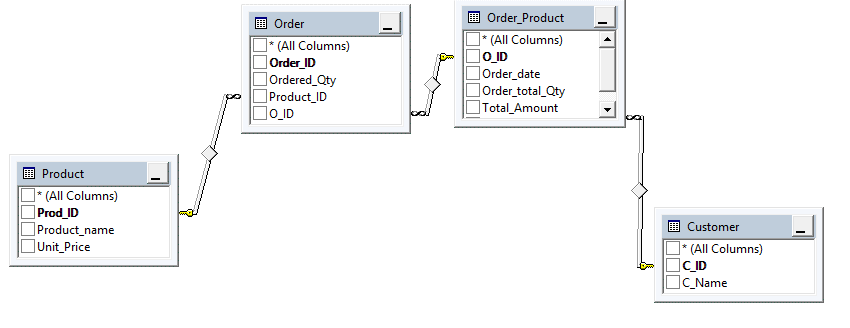 Order
* (All Columns)
Order_ID
Ordered_Qty
Product_ID
O_ID
Order_Product
* (All Columns)
O_ID
Order_date
Order_total_Qty
Total_Amount
Product
* (All Columns)
Prod_ID
Product_name
Unit_Price
Customer
* (All Columns)
C_ID
C_Name